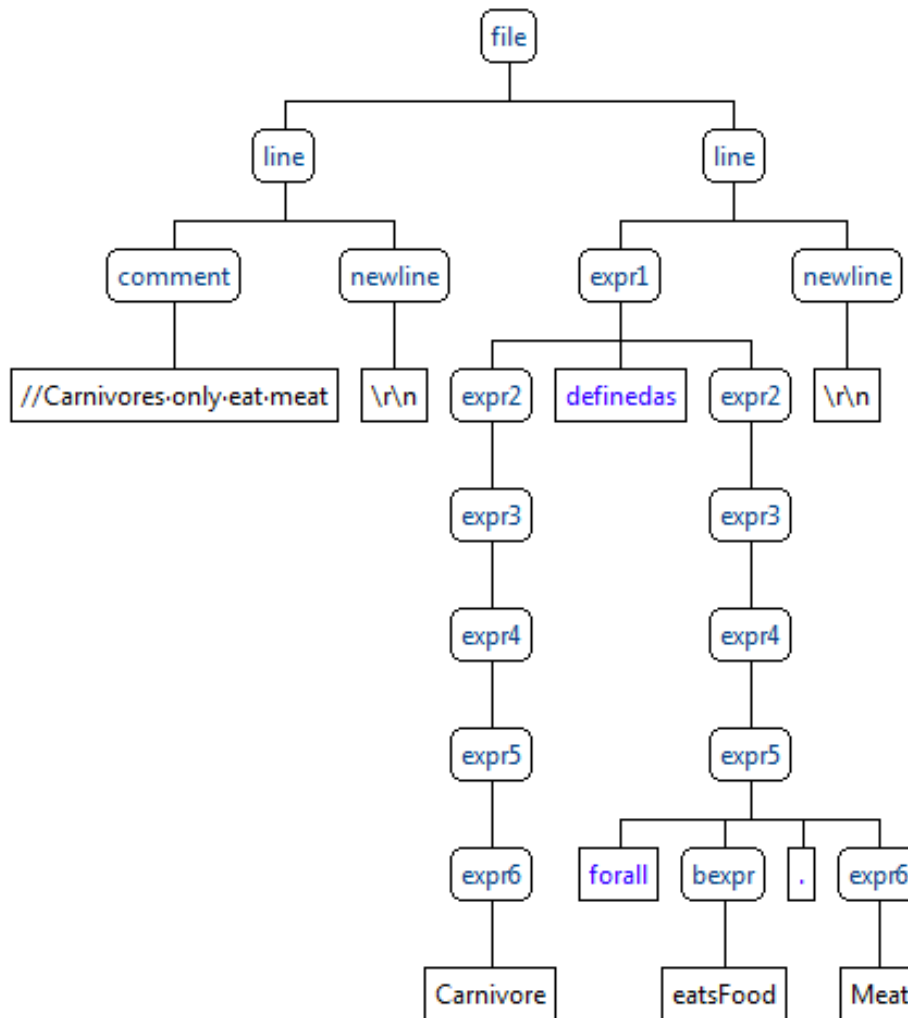 file
line line
comment newline expr1 newline
//Carnivores·only·eat·meat \r\n expr2 definedas expr2 \r\n
expr3 expr3
expr4 expr4
expr5 expr5
expr6 forall bexpr . expr6
Carnivore eatsFood Meat